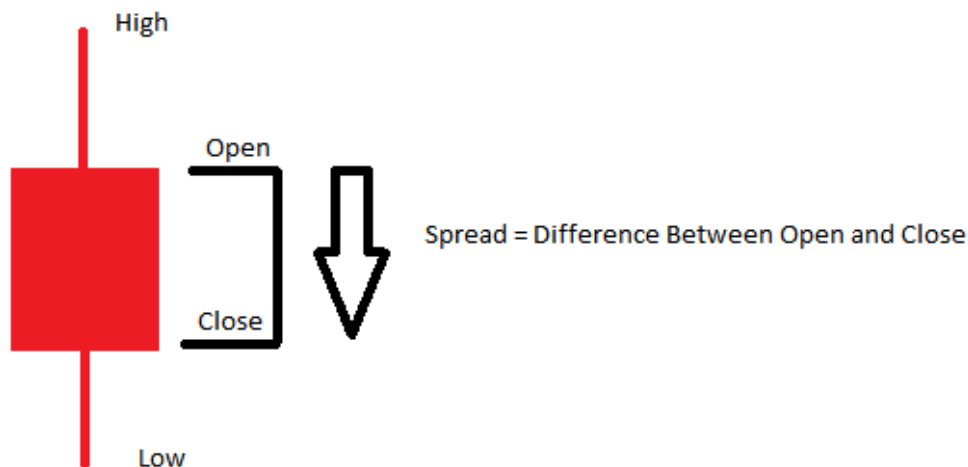 High
Open
Spread = Difference Between Open and Close
Close
Low